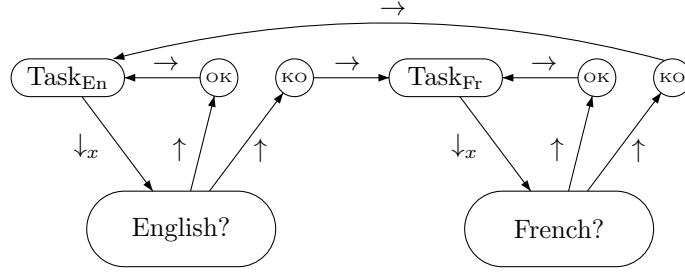 →
Task_En → OK KO → Task_Fr → OK KO
↓x ↑ ↑ ↓x ↑ ↑
English? French?